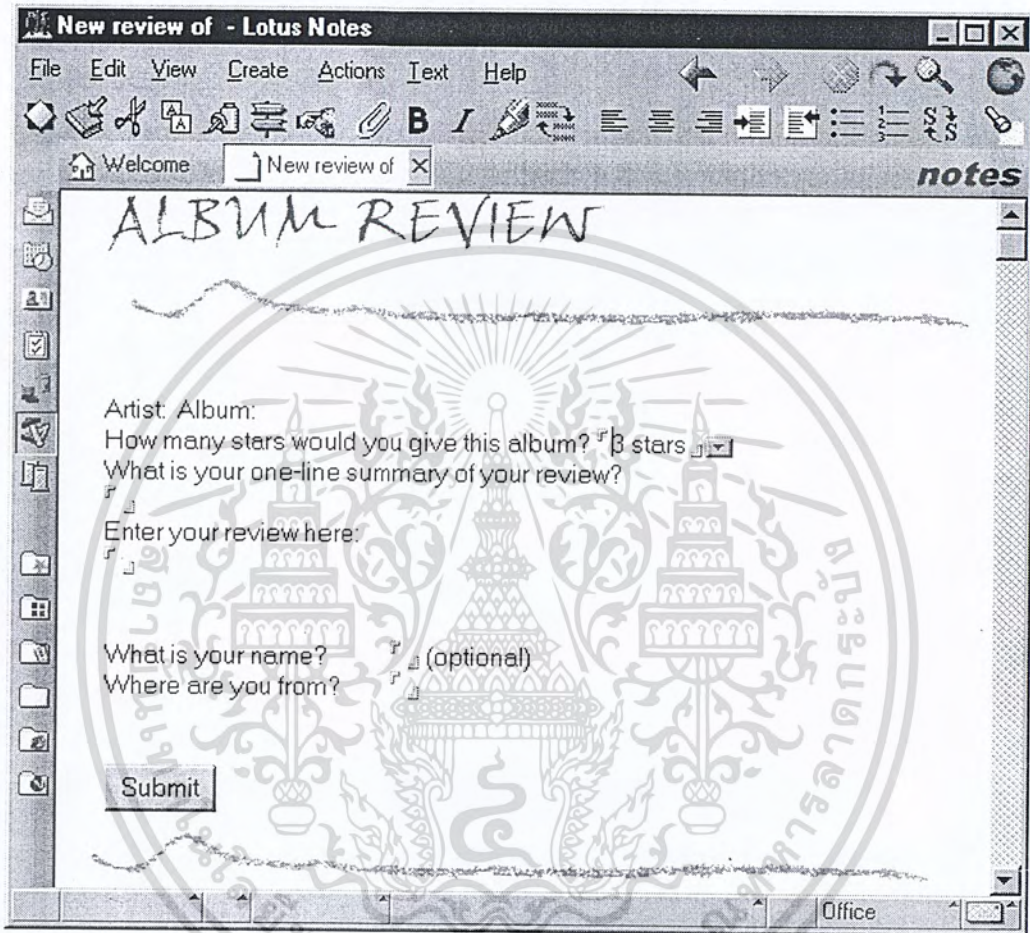 New review of - Lotus Notes
File Edit View Create Actions Text Help
B I
Welcome New review of
notes
ALBUM REVIEW
Artist: Album:
How many stars would you give this album? 3 stars
What is your one-line summary of your review?
Enter your review here:
What is your name? (optional)
Where are you from?
Submit
Office